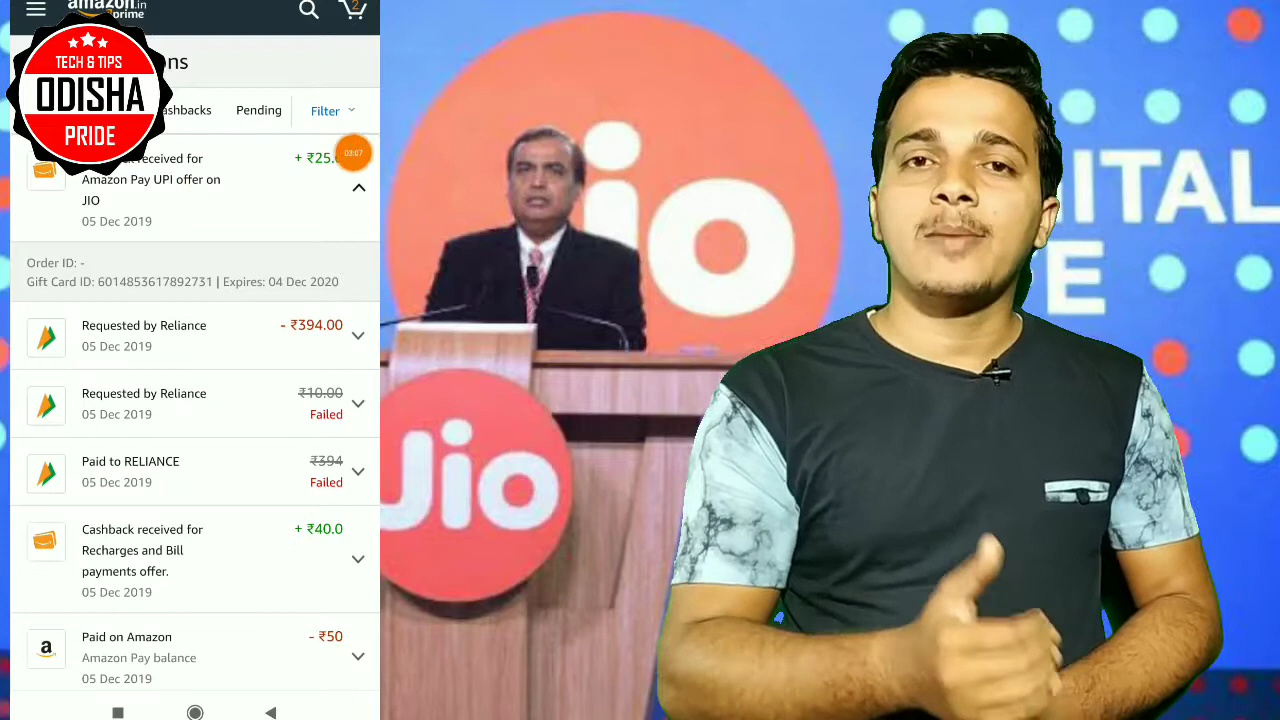 amazon.in
prime
2
TECH & TIPS
ODISHA
PRIDE
Pending
Filter
03:07
received for
+ ₹25.
Amazon Pay UPI offer on
JIO
05 Dec 2019
Order ID: -
Gift Card ID: 6014853617892731 | Expires: 04 Dec 2020
Requested by Reliance
- ₹394.00
05 Dec 2019
Requested by Reliance
₹10.00
05 Dec 2019
Failed
Paid to RELIANCE
₹394
05 Dec 2019
Failed
Cashback received for
+ ₹40.0
Recharges and Bill
payments offer.
05 Dec 2019
Paid on Amazon
- ₹50
Amazon Pay balance
05 Dec 2019
a
Jio
Jio
ITAL
E